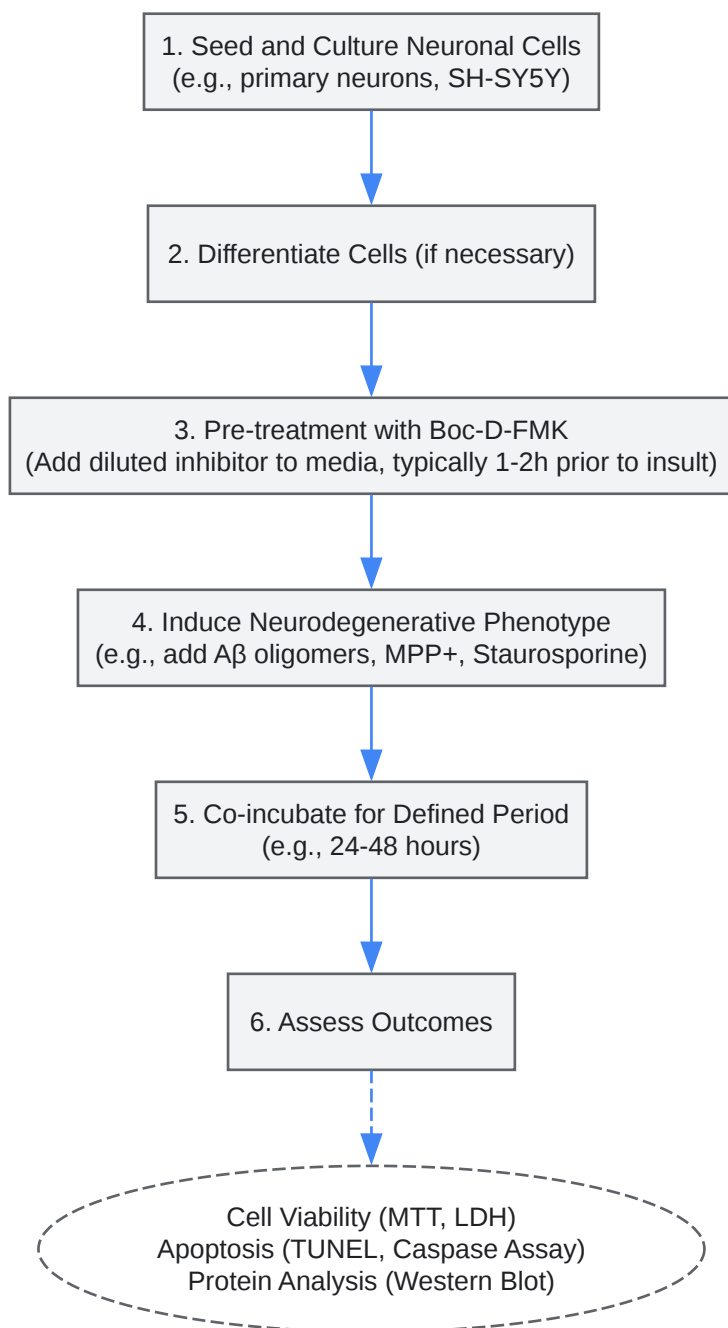 1. Seed and Culture Neuronal Cells
(e.g., primary neurons, SH-SY5Y)
2. Differentiate Cells (if necessary)
3. Pre-treatment with Boc-D-FMK
(Add diluted inhibitor to media, typically 1-2h prior to insult)
4. Induce Neurodegenerative Phenotype
(e.g., add Aβ oligomers, MPP+, Staurosporine)
5. Co-incubate for Defined Period
(e.g., 24-48 hours)
6. Assess Outcomes
Cell Viability (MTT, LDH)
Apoptosis (TUNEL, Caspase Assay)
Protein Analysis (Western Blot)